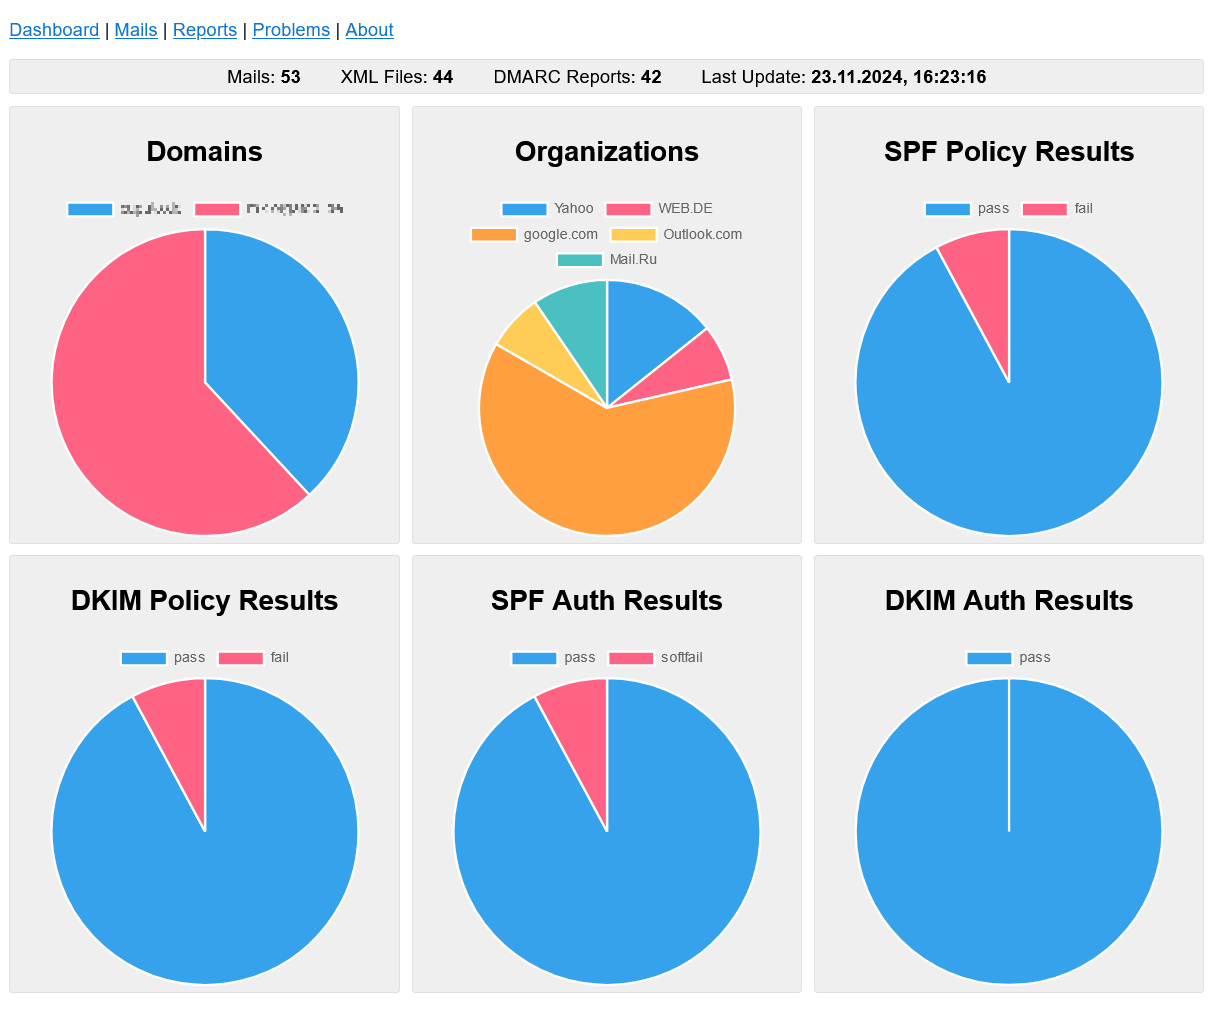 Dashboard | Mails | Reports | Problems | About
Mails: 53 XML Files: 44 DMARC Reports: 42 Last Update: 23.11.2024, 16:23:16
Domains
Organizations
Yahoo WEB.DE
google.com Outlook.com
Mail.Ru
SPF Policy Results
pass fail
DKIM Policy Results
pass fail
SPF Auth Results
pass softfail
DKIM Auth Results
pass